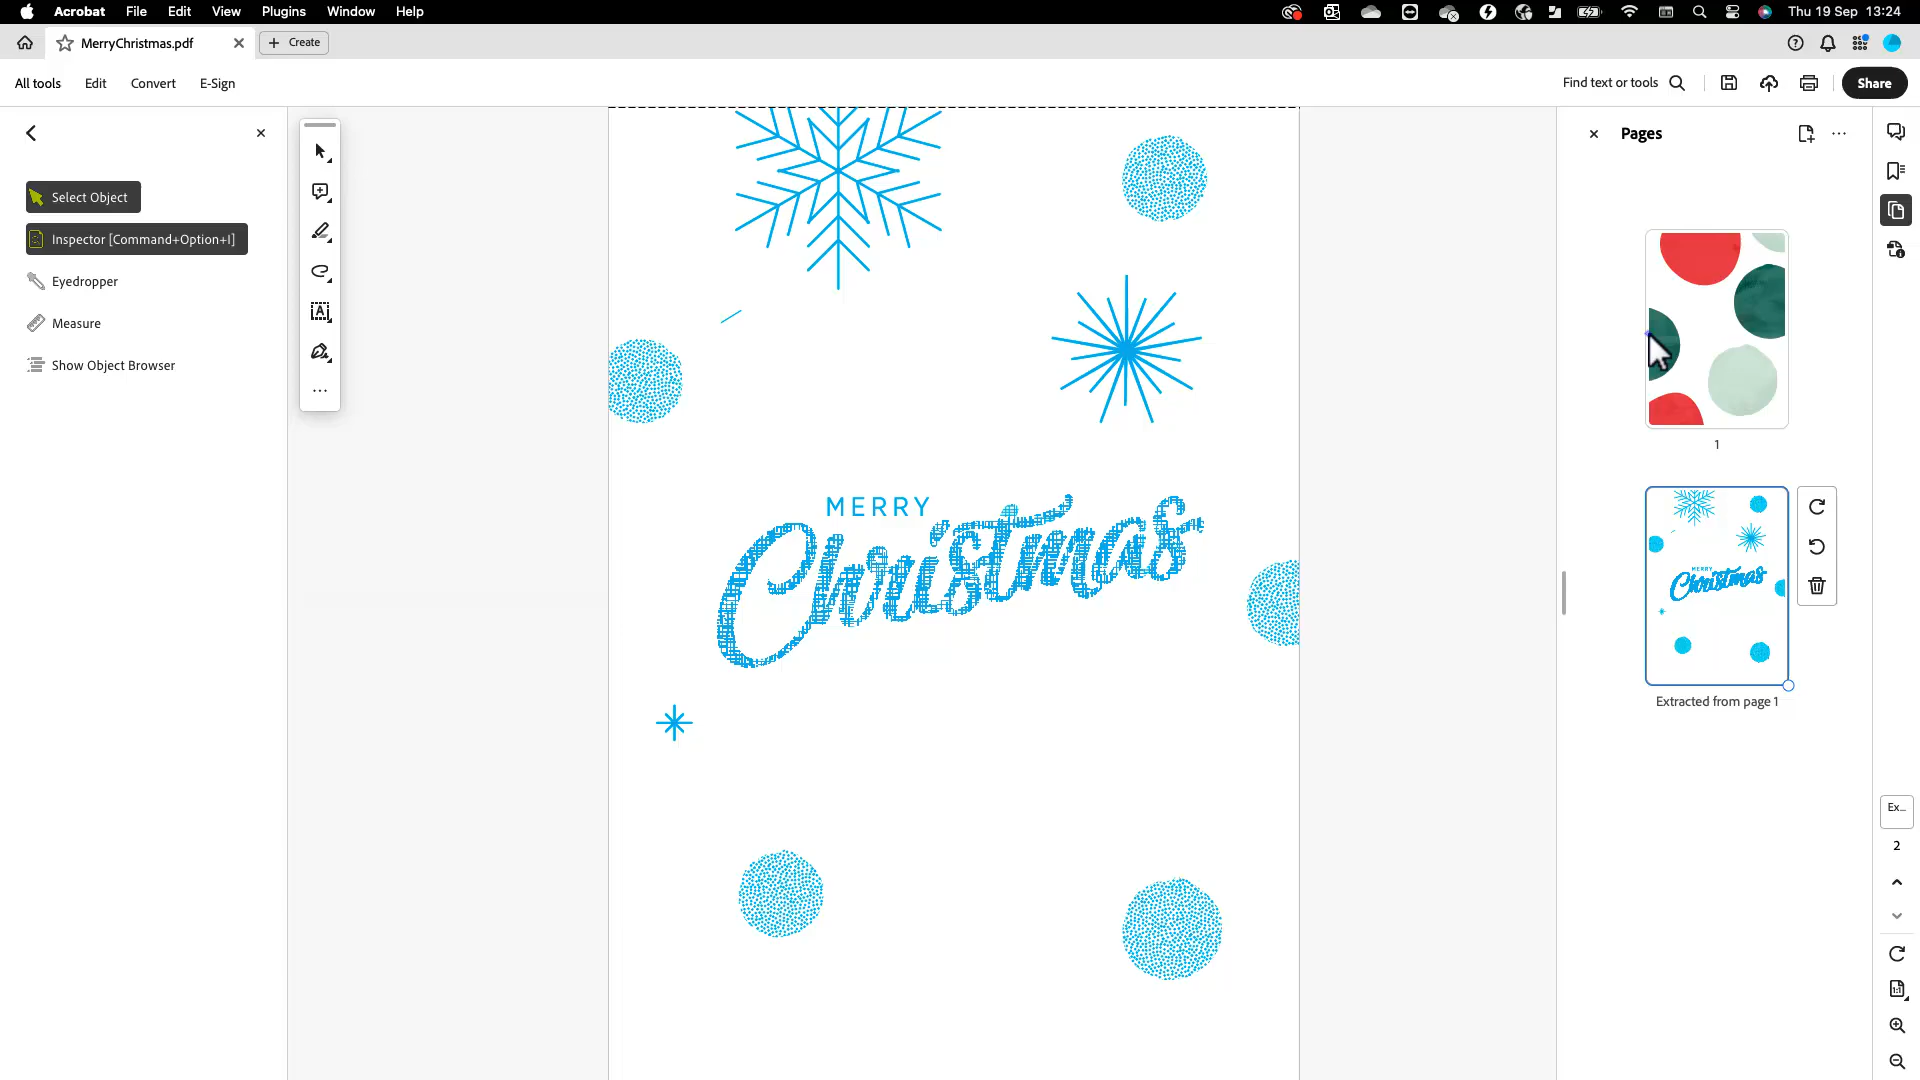 Acrobat File Edit View Plugins Window Help
Thu 19 Sep 13:24
MerryChristmas.pdf
Create
All tools Edit Convert E-Sign
Find text or tools
Share
Select Object
Inspector [Command+Option+I]
Eyedropper
Measure
Show Object Browser
MERRY
Christmas
Pages
1
MERRY
Christmas
Extracted from page 1
Ex...
2